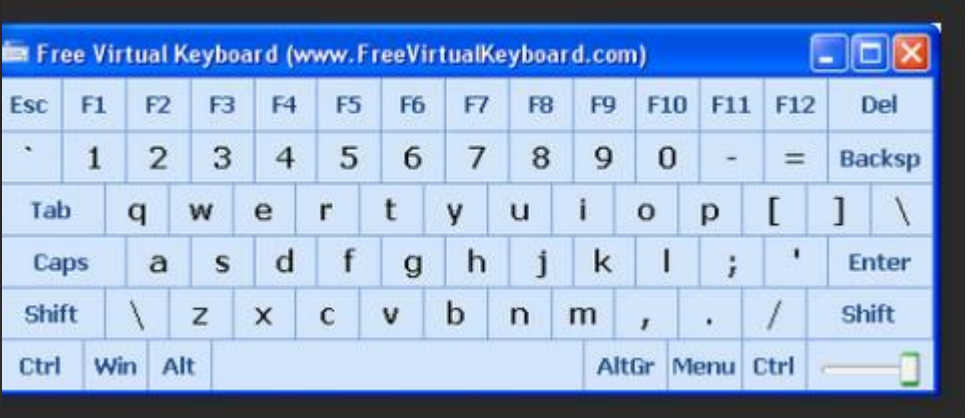 Free Virtual Keyboard (www.FreeVirtualKeyboard.com)
Esc F1 F2 F3 F4 F5 F6 F7 F8 F9 F10 F11 F12 Del
` 1 2 3 4 5 6 7 8 9 0 - = Backsp
Tab q w e r t y u i o p [ ] \
Caps a s d f g h j k l ; ' Enter
Shift \ z x c v b n m , . / Shift
Ctrl Win Alt AltGr Menu Ctrl